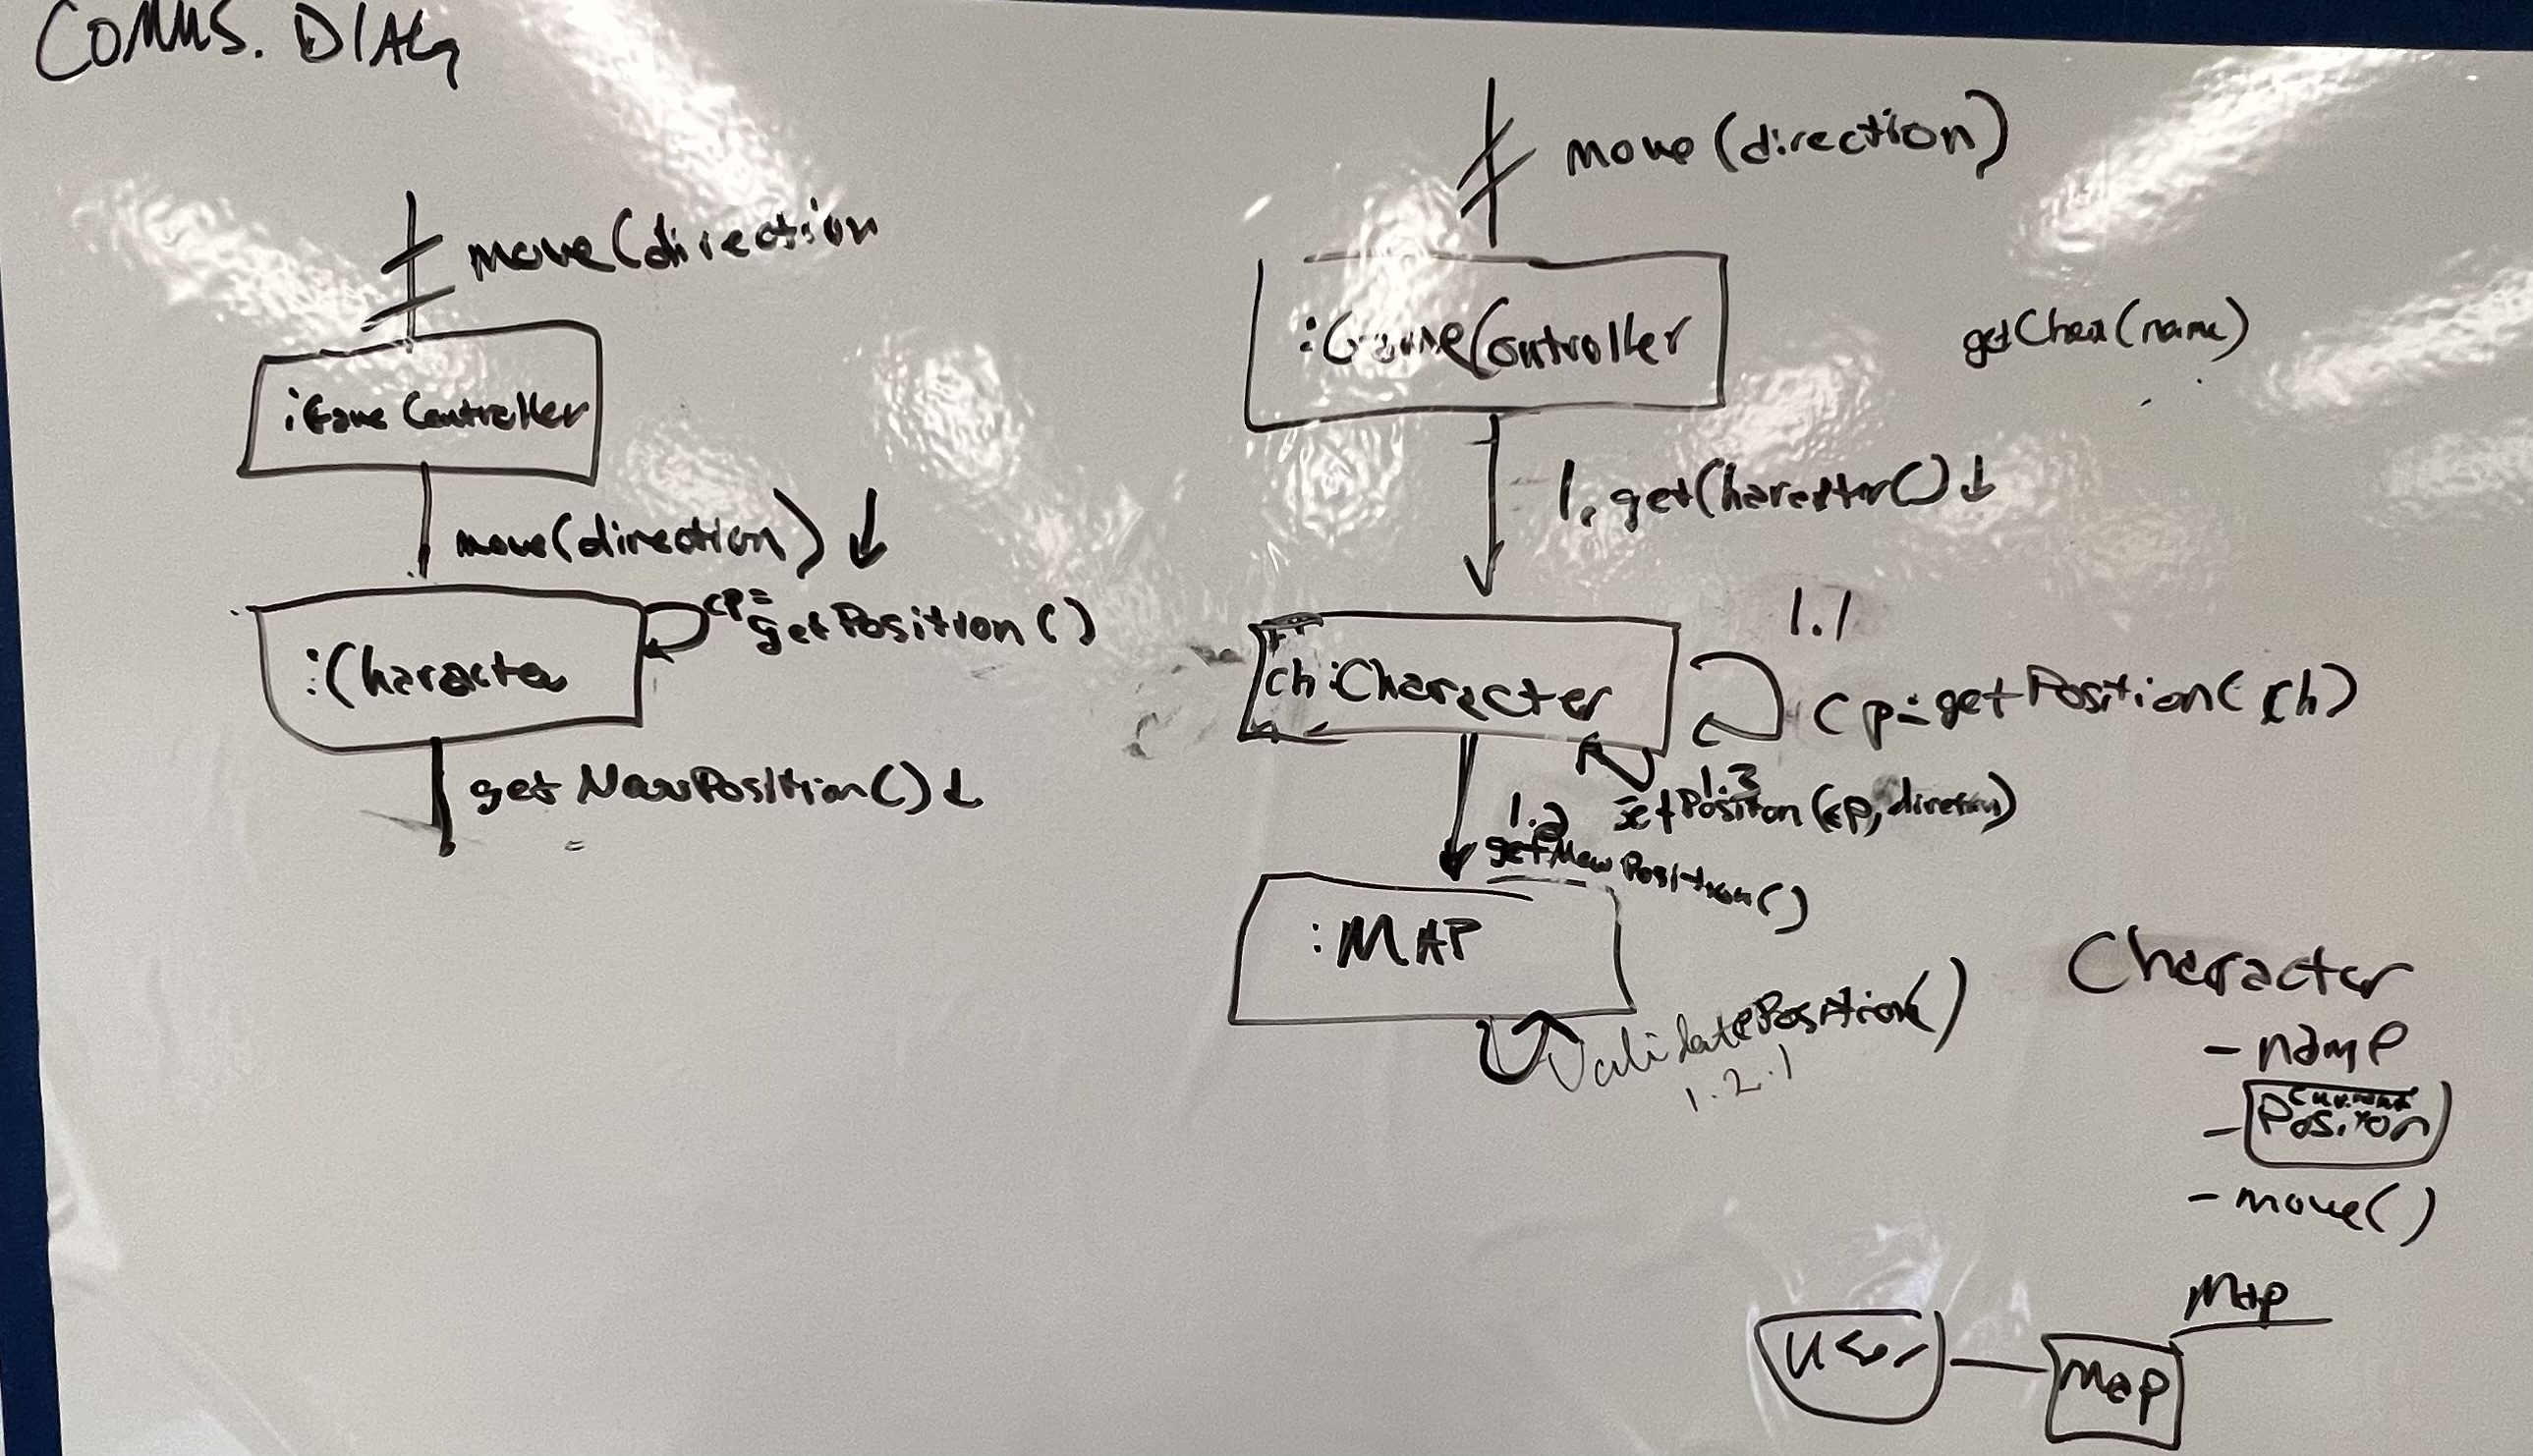 COMMS. DIAG
move(direction
:Game Controller
move(direction) ↓
:Character
cp=
getPosition()
getNewPosition() ↓
move(direction)
:GameController
getChar(name)
1. getCharacter() ↓
ch:Character
1.1
cp=getPosition(ch)
1.3
setPosition(cp, direction)
1.2
getNewPosition()
:MAP
ValidatePosition()
1.2.1
Character
- name
- current
Position
- move()
Map
User
Map